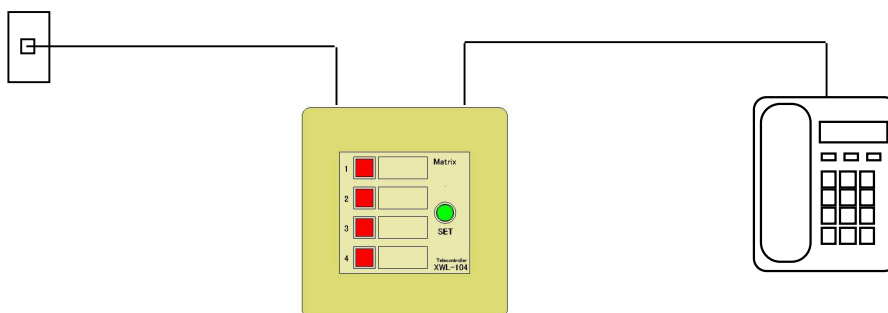 Matrix
1
2
3
SET
4
Telecontroller
XWL-104